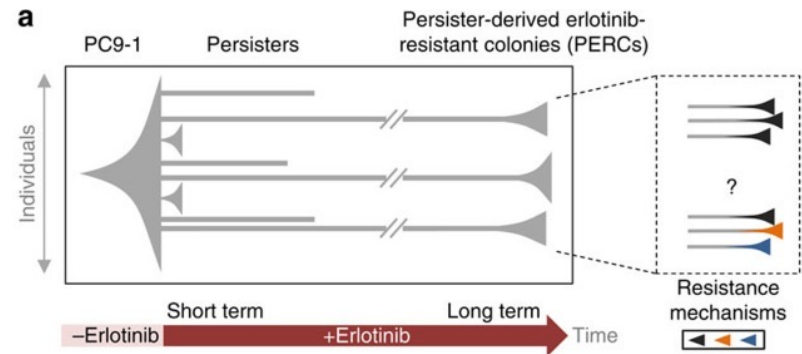 a
PC9-1
Persisters
Persister-derived erlotinib-
resistant colonies (PERCs)
Individuals
?
Short term
Long term
–Erlotinib
+Erlotinib
Time
Resistance
mechanisms